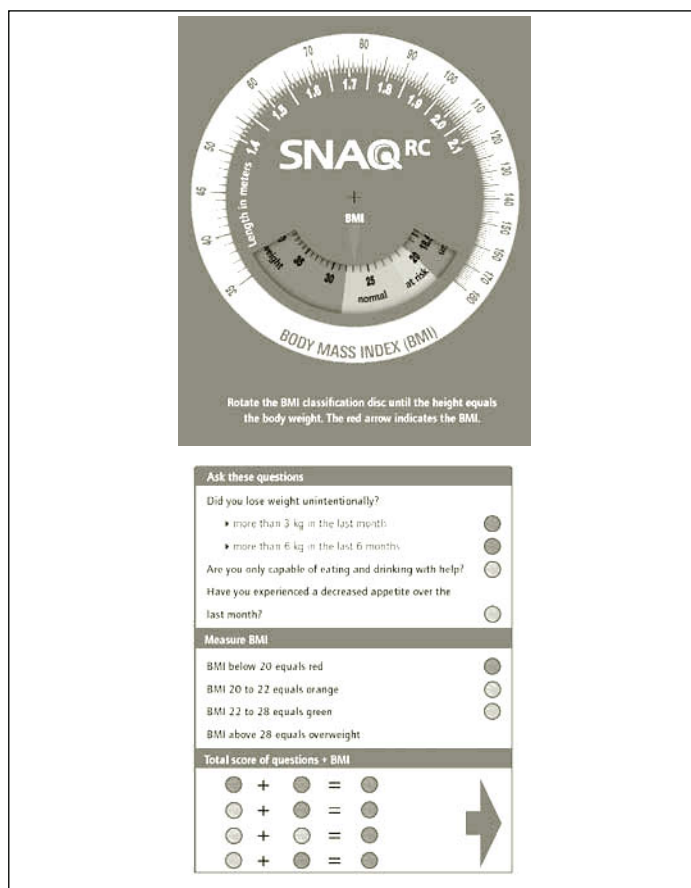 60
70
80
90
100
110
120
130
140
150
160
170
180
50
45
40
35
1.4
1.5
1.6
1.7
1.8
1.9
2.0
2.1
Length in meters
SNAQ RC
BMI
weight
35
30
25
20
normal
at risk
BODY MASS INDEX (BMI)
Rotate the BMI classification disc until the height equals
the body weight. The red arrow indicates the BMI.
Ask these questions
Did you lose weight unintentionally?
▸ more than 3 kg in the last month
▸ more than 6 kg in the last 6 months
Are you only capable of eating and drinking with help?
Have you experienced a decreased appetite over the
last month?
Measure BMI
BMI below 20 equals red
BMI 20 to 22 equals orange
BMI 22 to 28 equals green
BMI above 28 equals overweight
Total score of questions + BMI
+ =
+ =
+ =
+ =